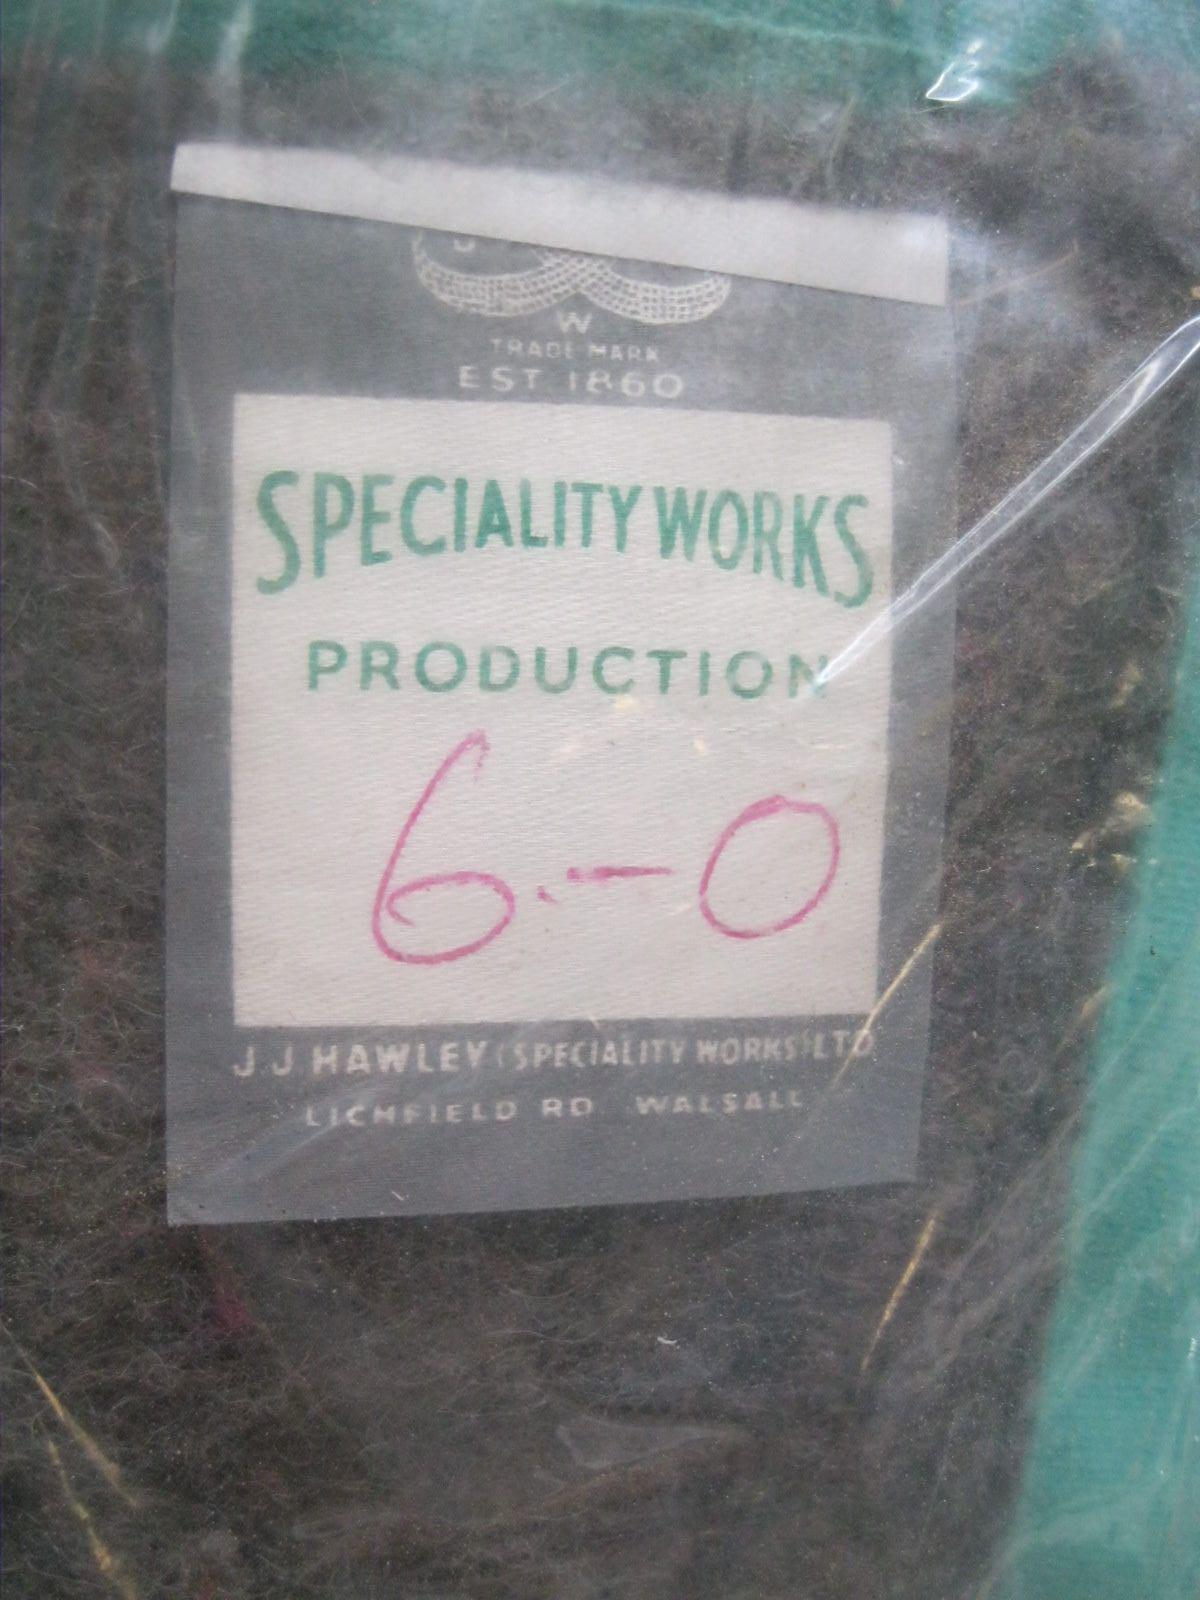 W
TRADE MARK
EST 1860
SPECIALITY WORKS
PRODUCTION
6.-0
J J HAWLEY (SPECIALITY WORKS) LTD
LICHFIELD RD WALSALL